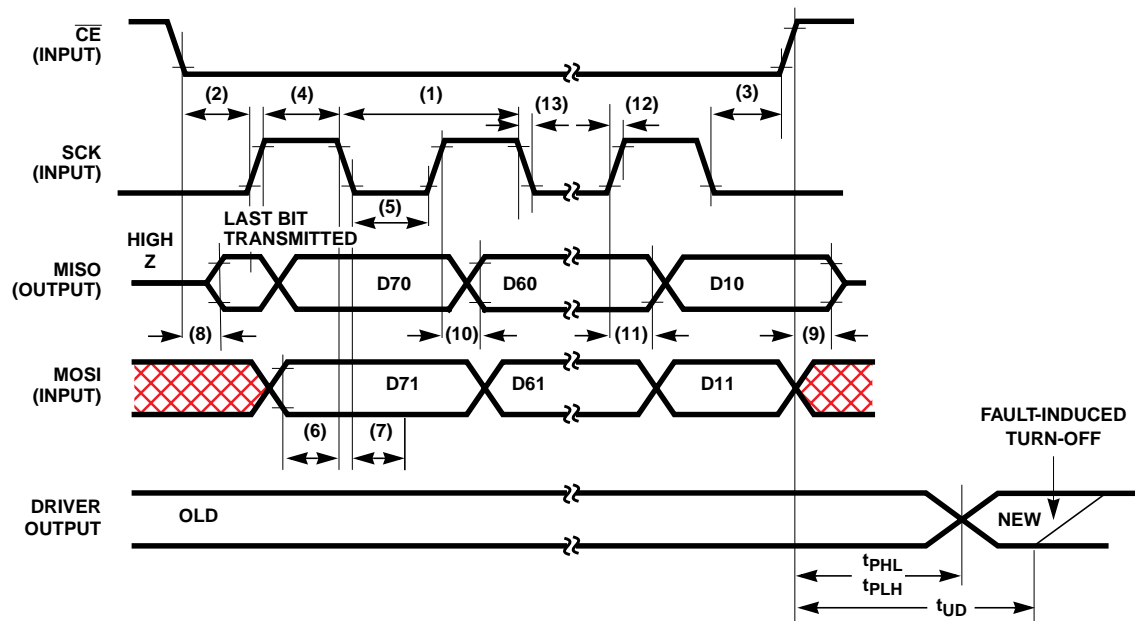 CE
(INPUT)
(2)
(4)
(1)
(13)
(12)
(3)
SCK
(INPUT)
(5)
LAST BIT
TRANSMITTED
HIGH
Z
MISO
(OUTPUT)
D70
D60
D10
(8)
(10)
(11)
(9)
MOSI
(INPUT)
D71
D61
D11
(6)
(7)
FAULT-INDUCED
TURN-OFF
DRIVER
OUTPUT
OLD
NEW
tPHL
tPLH
tUD